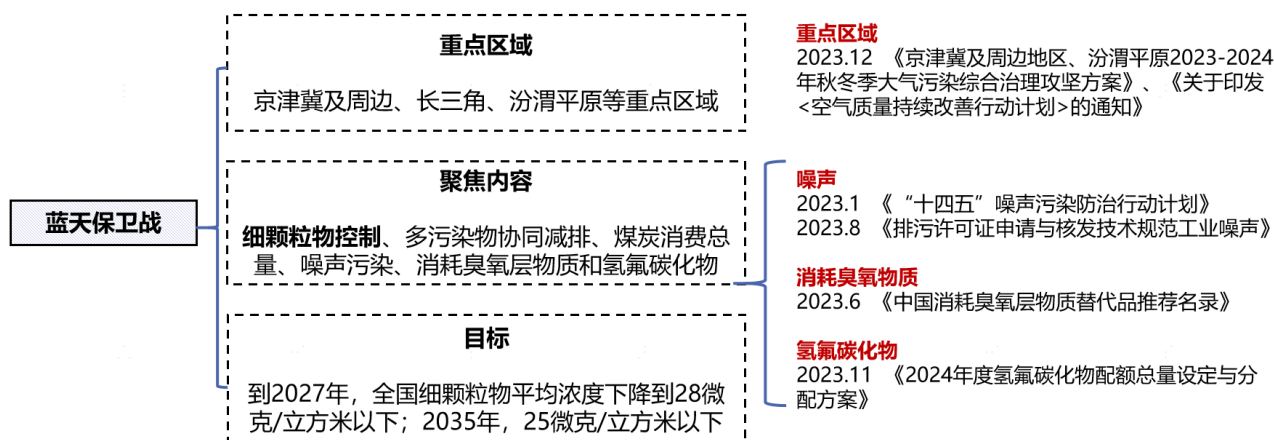 蓝天保卫战
重点区域
京津冀及周边、长三角、汾渭平原等重点区域
聚焦内容
细颗粒物控制、多污染物协同减排、煤炭消费总
量、噪声污染、消耗臭氧层物质和氢氟碳化物
目标
到2027年，全国细颗粒物平均浓度下降到28微
克/立方米以下；2035年，25微克/立方米以下
重点区域
2023.12 《京津冀及周边地区、汾渭平原2023-2024
年秋冬季大气污染综合治理攻坚方案》、《关于印发
<空气质量持续改善行动计划>的通知》
噪声
2023.1 《“十四五”噪声污染防治行动计划》
2023.8 《排污许可证申请与核发技术规范工业噪声》
消耗臭氧物质
2023.6 《中国消耗臭氧层物质替代品推荐名录》
氢氟碳化物
2023.11 《2024年度氢氟碳化物配额总量设定与分
配方案》